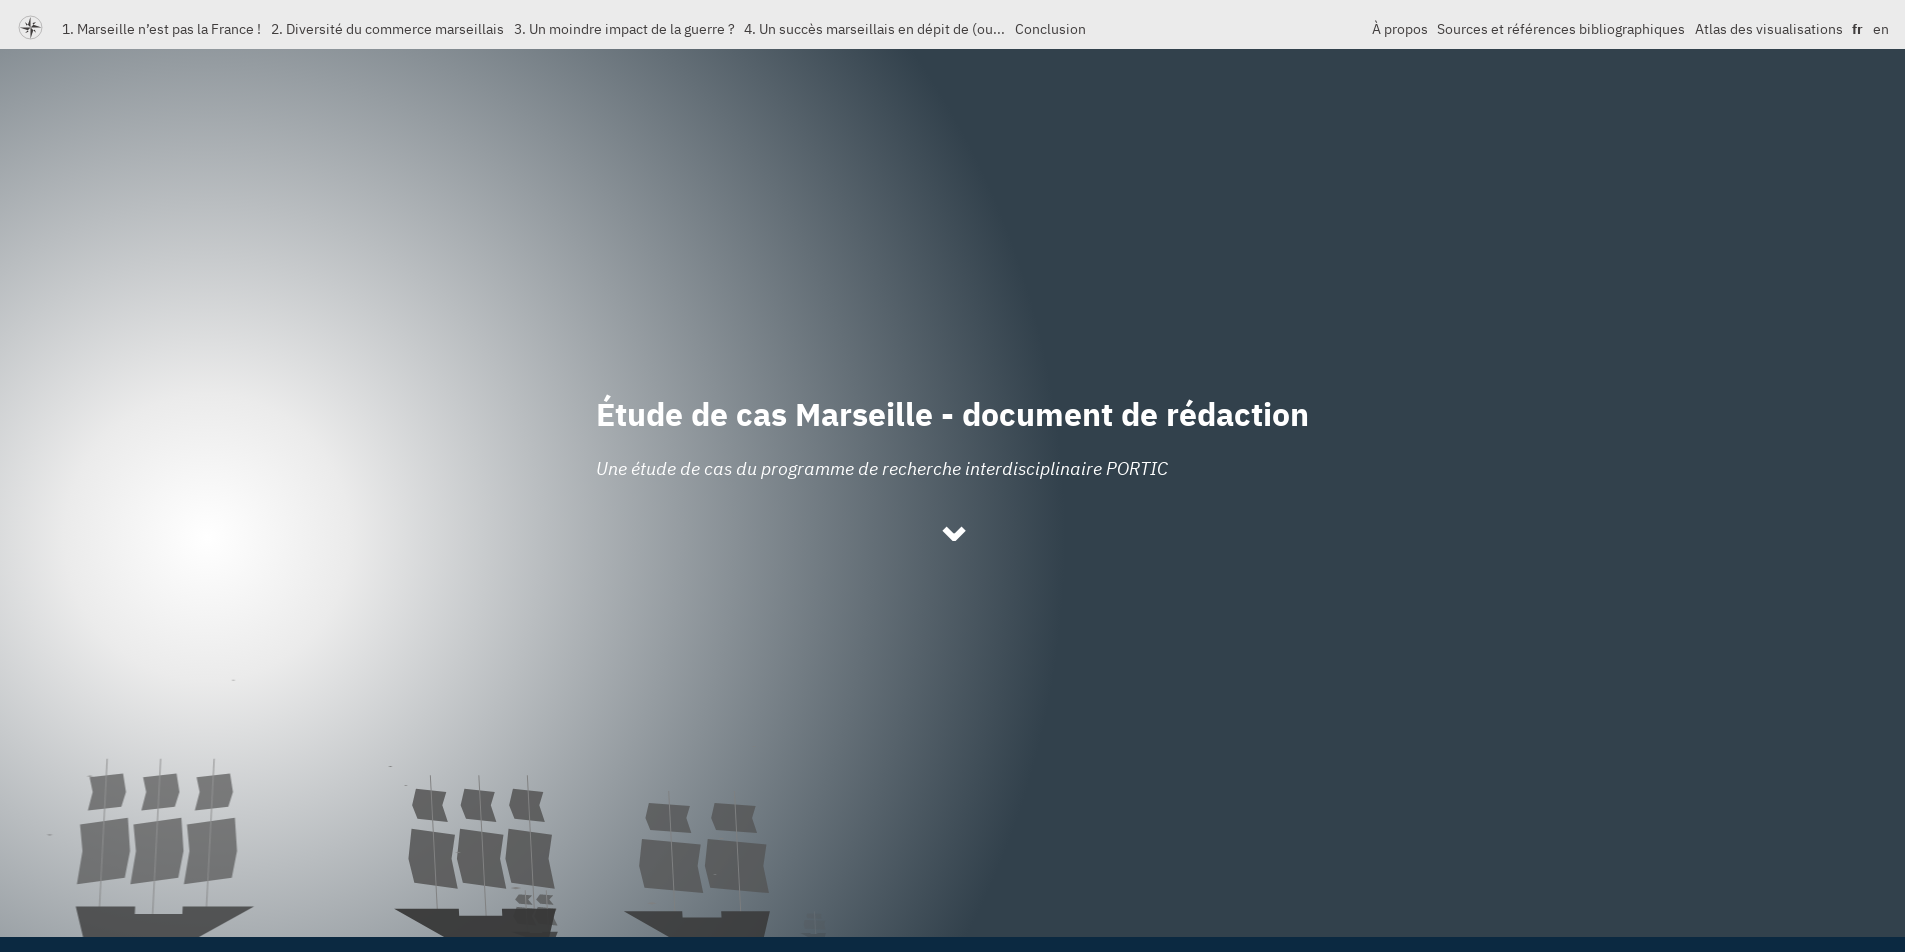 1. Marseille n’est pas la France ! 2. Diversité du commerce marseillais 3. Un moindre impact de la guerre ? 4. Un succès marseillais en dépit de (ou... Conclusion À propos Sources et références bibliographiques Atlas des visualisations fr en
Étude de cas Marseille - document de rédaction
Une étude de cas du programme de recherche interdisciplinaire PORTIC